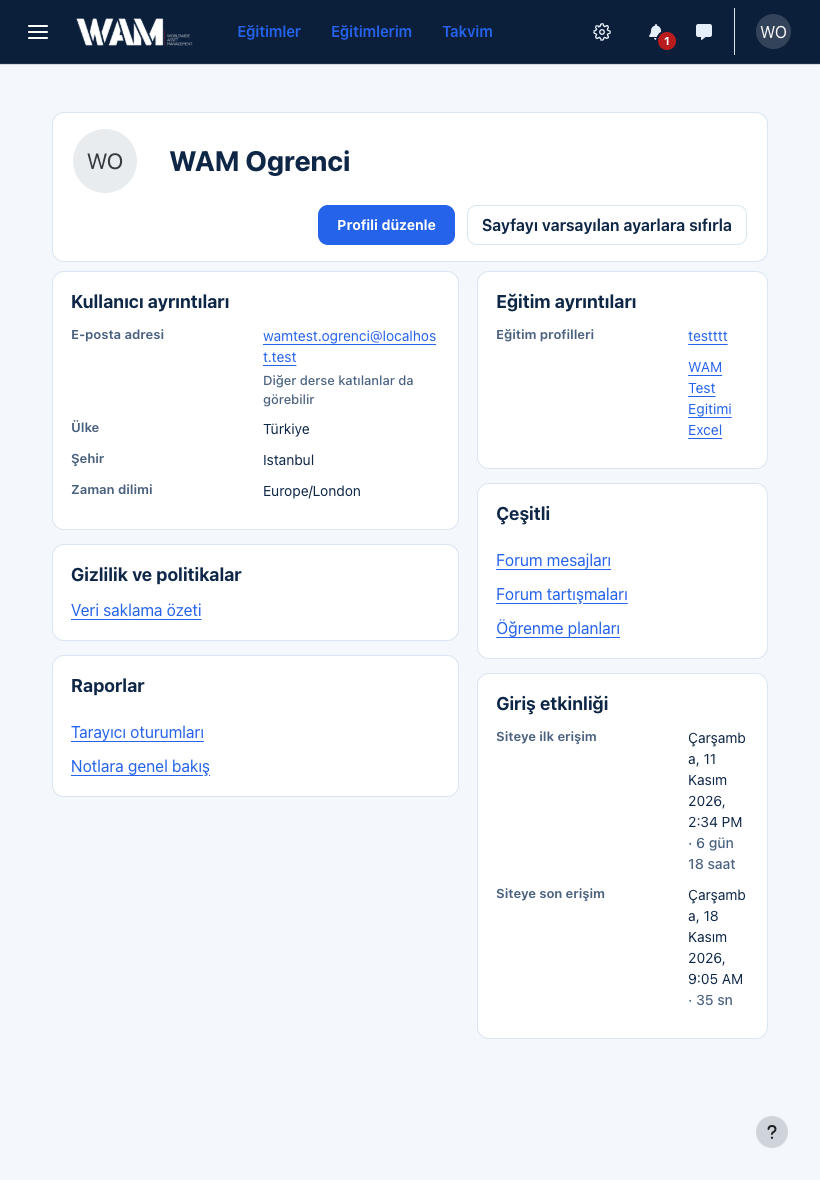 WAM WORLDWIDE ASSET MANAGEMENT
Eğitimler
Eğitimlerim
Takvim
1
WO
WO
WAM Ogrenci
Profili düzenle
Sayfayı varsayılan ayarlara sıfırla
Kullanıcı ayrıntıları
E-posta adresi
wamtest.ogrenci@localhos
t.test
Diğer derse katılanlar da
görebilir
Ülke
Türkiye
Şehir
Istanbul
Zaman dilimi
Europe/London
Gizlilik ve politikalar
Veri saklama özeti
Raporlar
Tarayıcı oturumları
Notlara genel bakış
Eğitim ayrıntıları
Eğitim profilleri
testttt
WAM
Test
Egitimi
Excel
Çeşitli
Forum mesajları
Forum tartışmaları
Öğrenme planları
Giriş etkinliği
Siteye ilk erişim
Çarşamb
a, 11
Kasım
2026,
2:34 PM
· 6 gün
18 saat
Siteye son erişim
Çarşamb
a, 18
Kasım
2026,
9:05 AM
· 35 sn
?